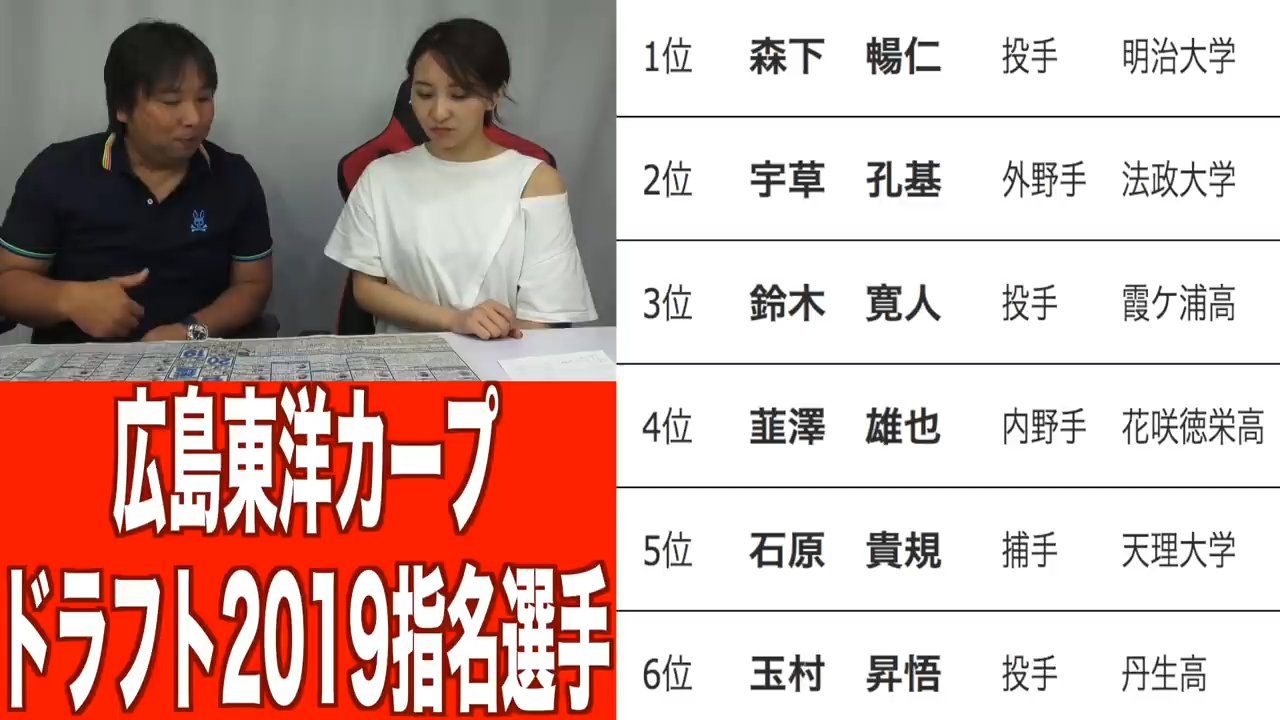 1位 森下 暢仁 投手 明治大学
2位 宇草 孔基 外野手 法政大学
3位 鈴木 寛人 投手 霞ケ浦高
4位 韮澤 雄也 内野手 花咲徳栄高
5位 石原 貴規 捕手 天理大学
6位 玉村 昇悟 投手 丹生高
広島東洋カープ
ドラフト2019指名選手